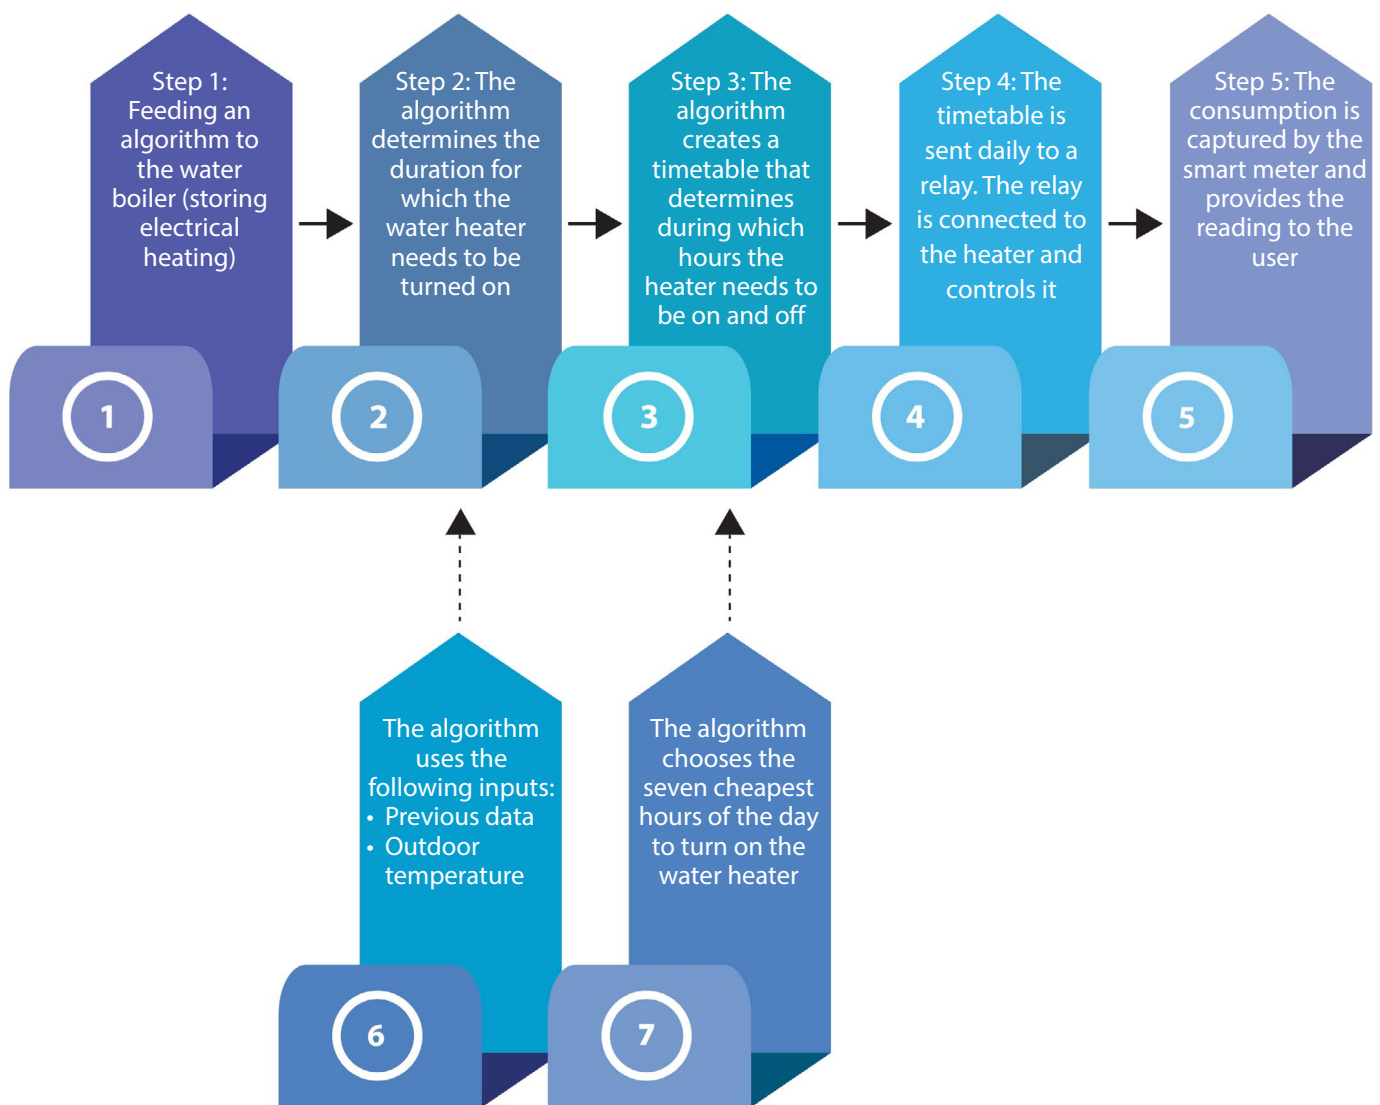 Step 1:
Feeding an
algorithm to
the water
boiler (storing
electrical
heating)
1
Step 2: The
algorithm
determines the
duration for
which the
water heater
needs to be
turned on
2
Step 3: The
algorithm
creates a
timetable that
determines
during which
hours the
heater needs to
be on and off
3
Step 4: The
timetable is
sent daily to a
relay. The relay
is connected to
the heater and
controls it
4
Step 5: The
consumption is
captured by the
smart meter and
provides the
reading to the
user
5
The algorithm
uses the
following inputs:
• Previous data
• Outdoor
temperature
6
The algorithm
chooses the
seven cheapest
hours of the day
to turn on the
water heater
7